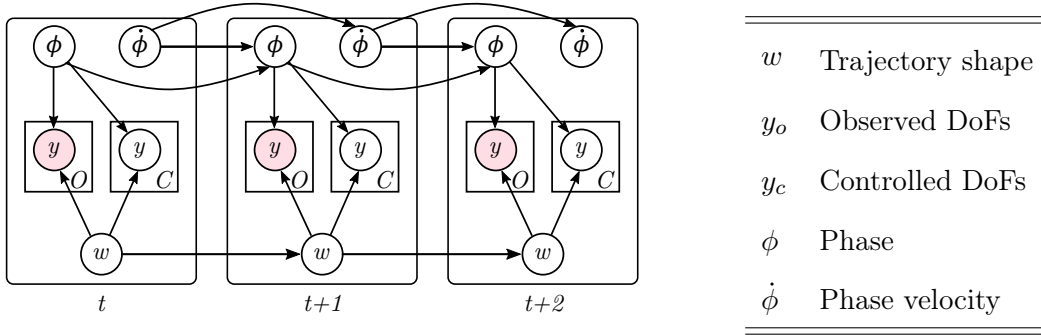 ϕ ϕ̇ ϕ ϕ̇ ϕ ϕ̇
y y y y y y
O C O C O C
w w w
t t+1 t+2
w Trajectory shape
y_o Observed DoFs
y_c Controlled DoFs
ϕ Phase
ϕ̇ Phase velocity